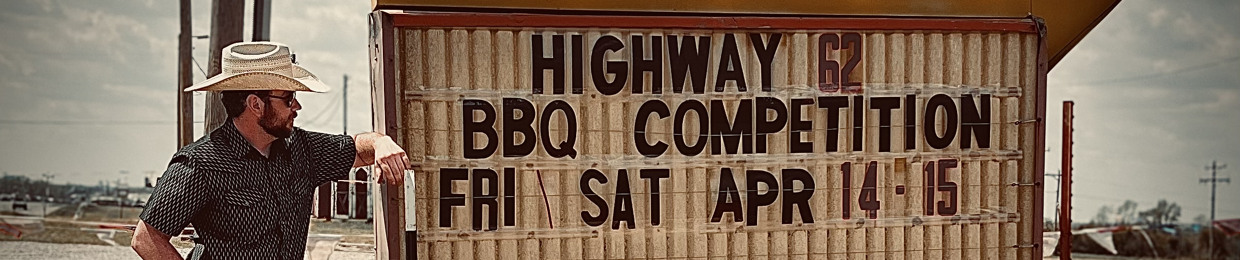 HIGHWAY 62
BBQ COMPETITION
FRI \ SAT APR 14-15